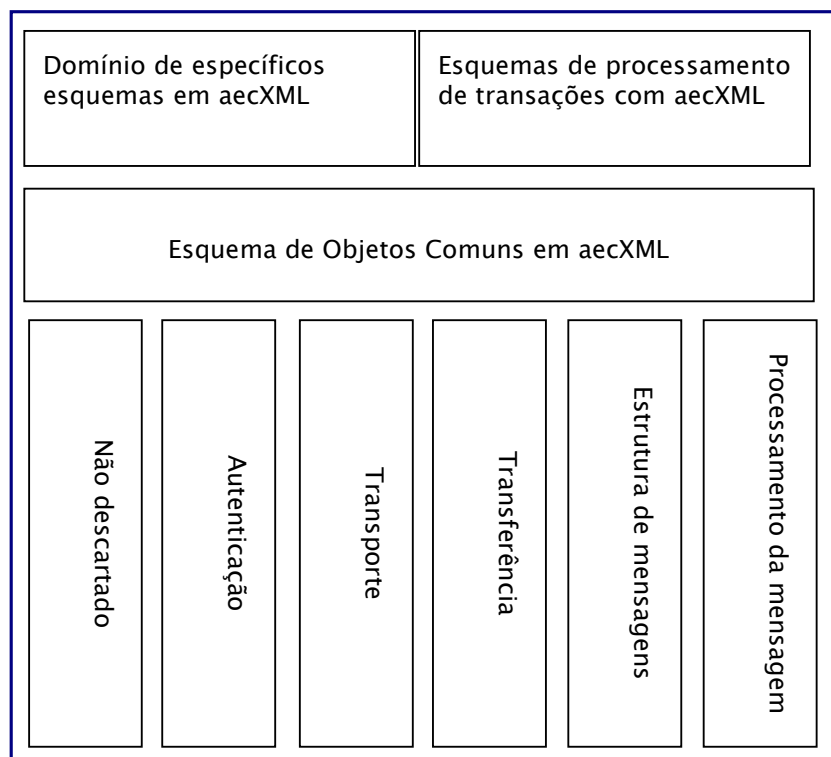 Domínio de específicos
esquemas em aecXML
Esquemas de processamento
de transações com aecXML
Esquema de Objetos Comuns em aecXML
Não descartado
Autenticação
Transporte
Transferência
Estrutura de mensagens
Processamento da mensagem